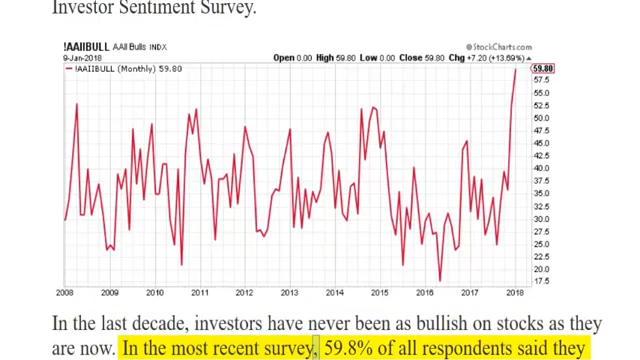 Investor Sentiment Survey.
!AAIIBULL AAII Bulls INDX
© StockCharts.com
9-Jan-2018
Open 0.00 High 59.80 Low 0.00 Close 59.80 Chg +7.20 (+13.69%)▲
— !AAIIBULL (Monthly) 59.80
59.80
57.5
55.0
52.5
50.0
47.5
45.0
42.5
40.0
37.5
35.0
32.5
30.0
27.5
25.0
22.5
20.0
17.5
2008 2009 2010 2011 2012 2013 2014 2015 2016 2017 2018
In the last decade, investors have never been as bullish on stocks as they
are now. In the most recent survey, 59.8% of all respondents said they